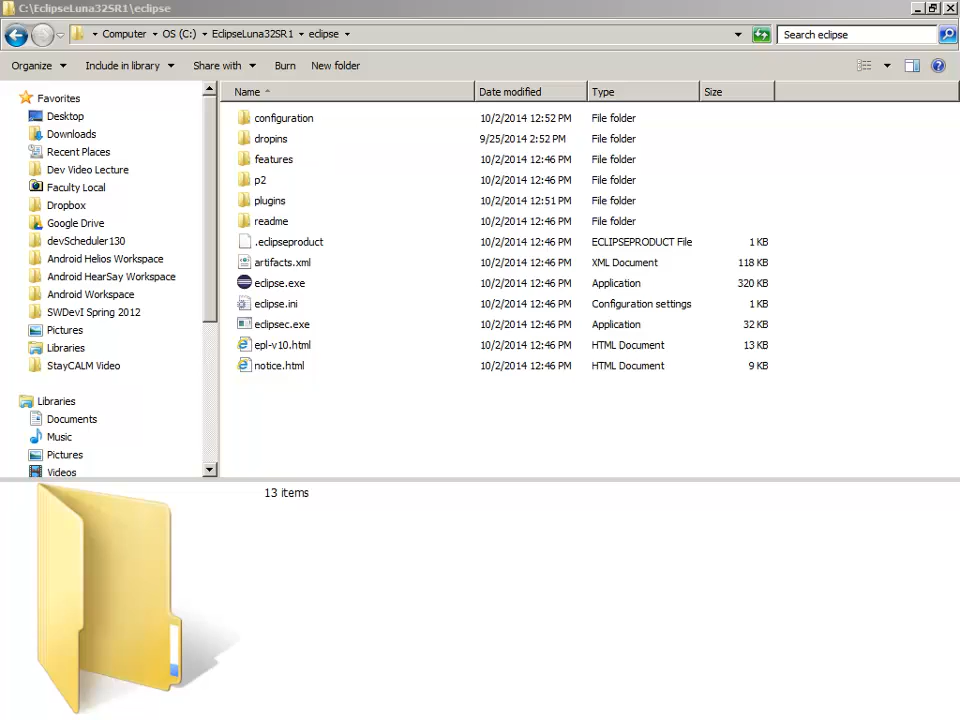 C:\EclipseLuna32SR1\eclipse
Computer OS (C:) EclipseLuna32SR1 eclipse Search eclipse
Organize Include in library Share with Burn New folder
Favorites
Desktop
Downloads
Recent Places
Dev Video Lecture
Faculty Local
Dropbox
Google Drive
devScheduler130
Android Helios Workspace
Android HearSay Workspace
Android Workspace
SWDevI Spring 2012
Pictures
Libraries
StayCALM Video
Libraries
Documents
Music
Pictures
Videos
Name Date modified Type Size
configuration 10/2/2014 12:52 PM File folder
dropins 9/25/2014 2:52 PM File folder
features 10/2/2014 12:46 PM File folder
p2 10/2/2014 12:46 PM File folder
plugins 10/2/2014 12:51 PM File folder
readme 10/2/2014 12:46 PM File folder
.eclipseproduct 10/2/2014 12:46 PM ECLIPSEPRODUCT File 1 KB
artifacts.xml 10/2/2014 12:46 PM XML Document 118 KB
eclipse.exe 10/2/2014 12:46 PM Application 320 KB
eclipse.ini 10/2/2014 12:46 PM Configuration settings 1 KB
eclipsec.exe 10/2/2014 12:46 PM Application 32 KB
epl-v10.html 10/2/2014 12:46 PM HTML Document 13 KB
notice.html 10/2/2014 12:46 PM HTML Document 9 KB
13 items